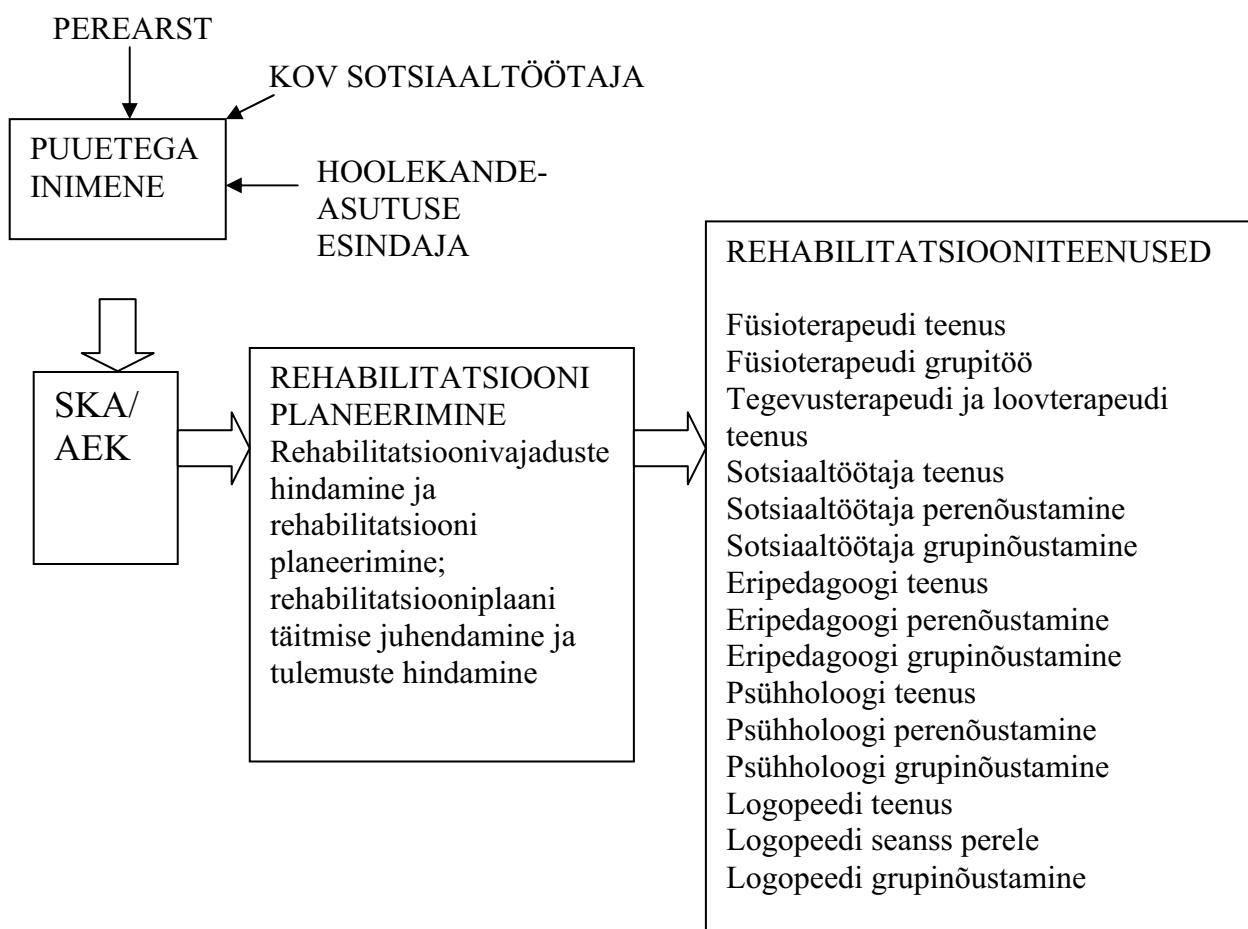 PEREARST
KOV SOTSIAALTÖÖTAJA
PUUETEGA
INIMENE
HOOLEKANDE-
ASUTUSE
ESINDAJA
SKA/
AEK
REHABILITATSIOONI
PLANEERIMINE
Rehabilitatsioonivajaduste
hindamine ja
rehabilitatsiooni
planeerimine;
rehabilitatsiooniplaani
täitmise juhendamine ja
tulemuste hindamine
REHABILITATSIOONITEENUSED
Füsioterapeudi teenus
Füsioterapeudi grupitöö
Tegevusterapeudi ja loovterapeudi
teenus
Sotsiaaltöötaja teenus
Sotsiaaltöötaja perenõustamine
Sotsiaaltöötaja grupinõustamine
Eripedagoogi teenus
Eripedagoogi perenõustamine
Eripedagoogi grupinõustamine
Psühholoogi teenus
Psühholoogi perenõustamine
Psühholoogi grupinõustamine
Logopeedi teenus
Logopeedi seanss perele
Logopeedi grupinõustamine